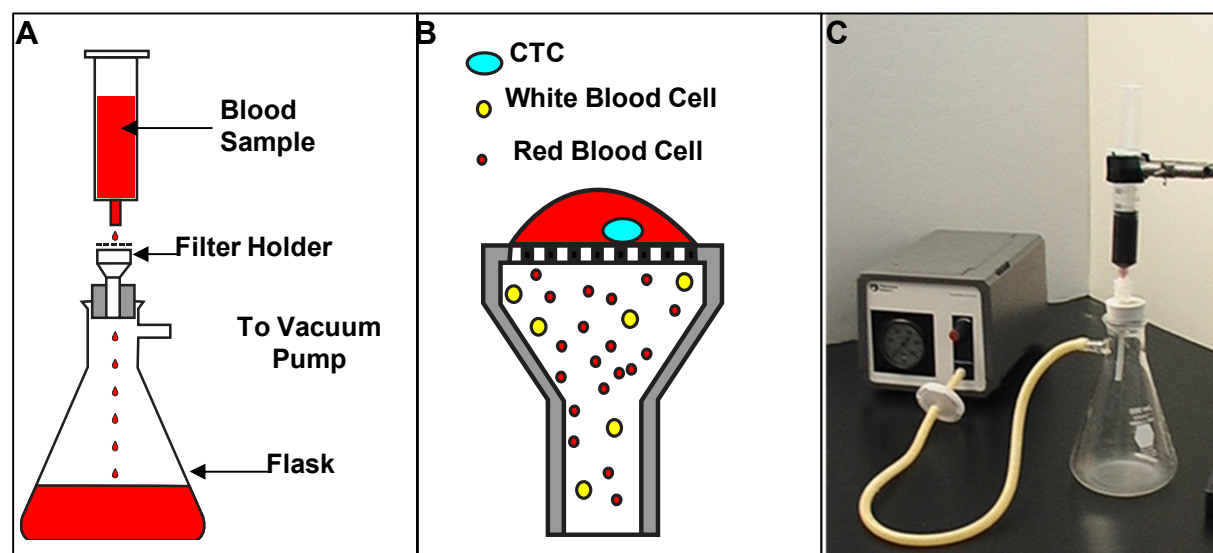 A
Blood
Sample
Filter Holder
To Vacuum
Pump
Flask
B
CTC
White Blood Cell
Red Blood Cell
C